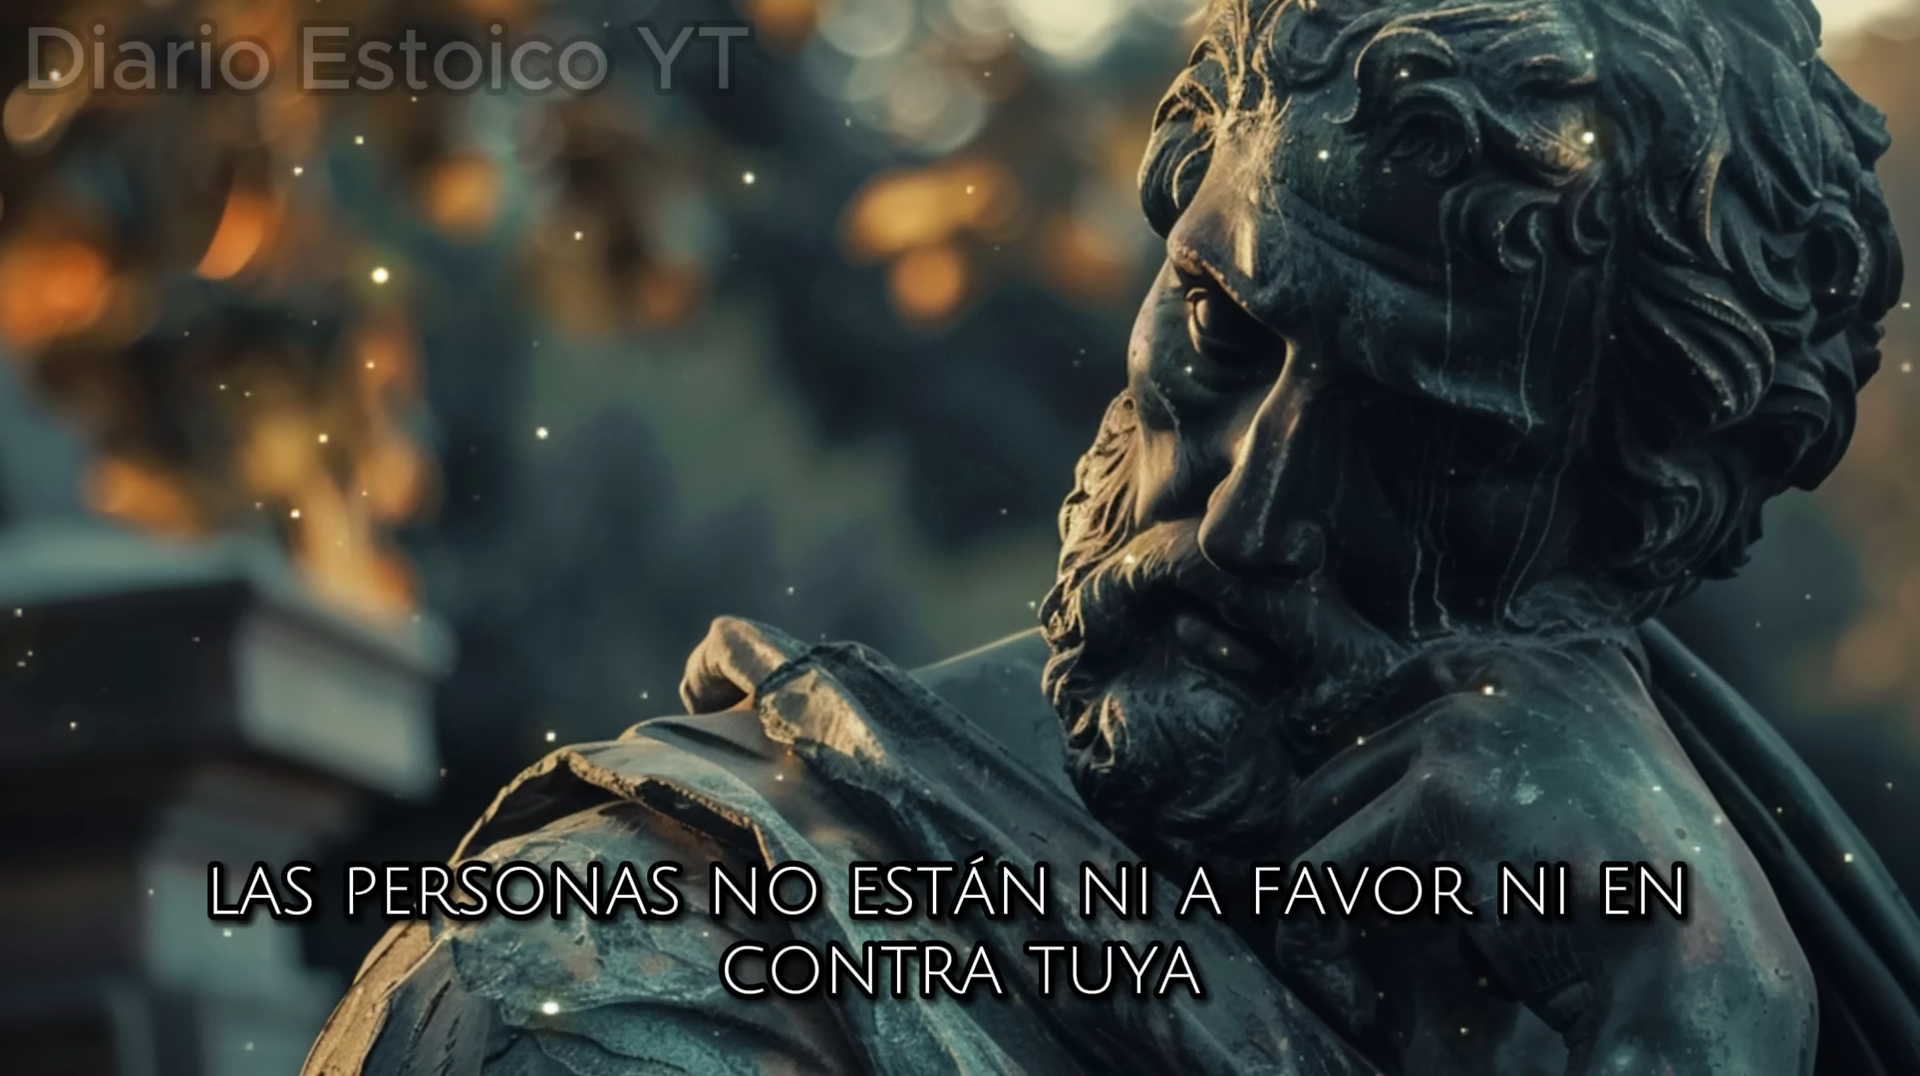 Diario Estoico YT
LAS PERSONAS NO ESTÁN NI A FAVOR NI EN
CONTRA TUYA